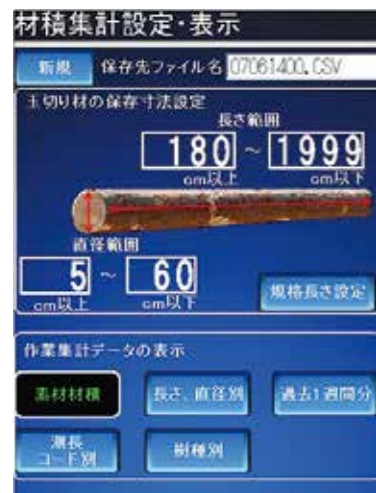 材積集計設定・表示
新規 保存先ファイル名 07061400.CSV
玉切り材の保存寸法設定
長さ範囲
180 ~ 1999
cm以上 cm以下
直径範囲
5 ~ 60
cm以上 cm以下
規格長さ設定
作業集計データの表示
素材材積 長さ、直径別 過去1週間分
測長
コード別 樹種別